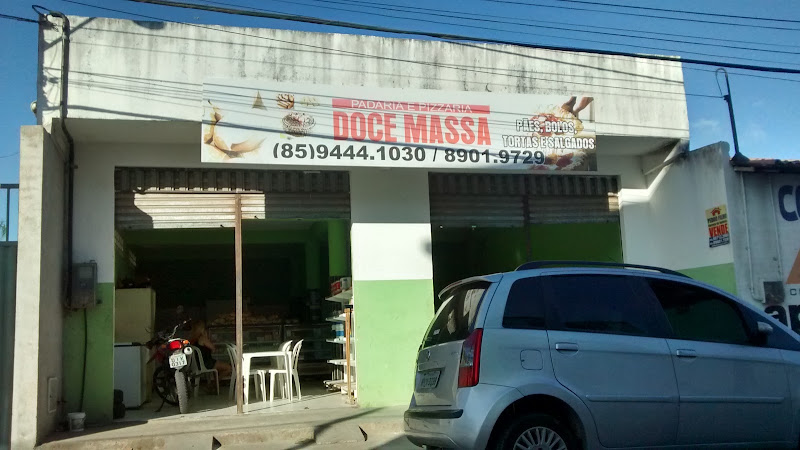 PADARIA E PIZZARIA
DOCE MASSA
PÃES, BOLOS
TORTAS E SALGADOS
(85)9444.1030 / 8901.9729
VENDE